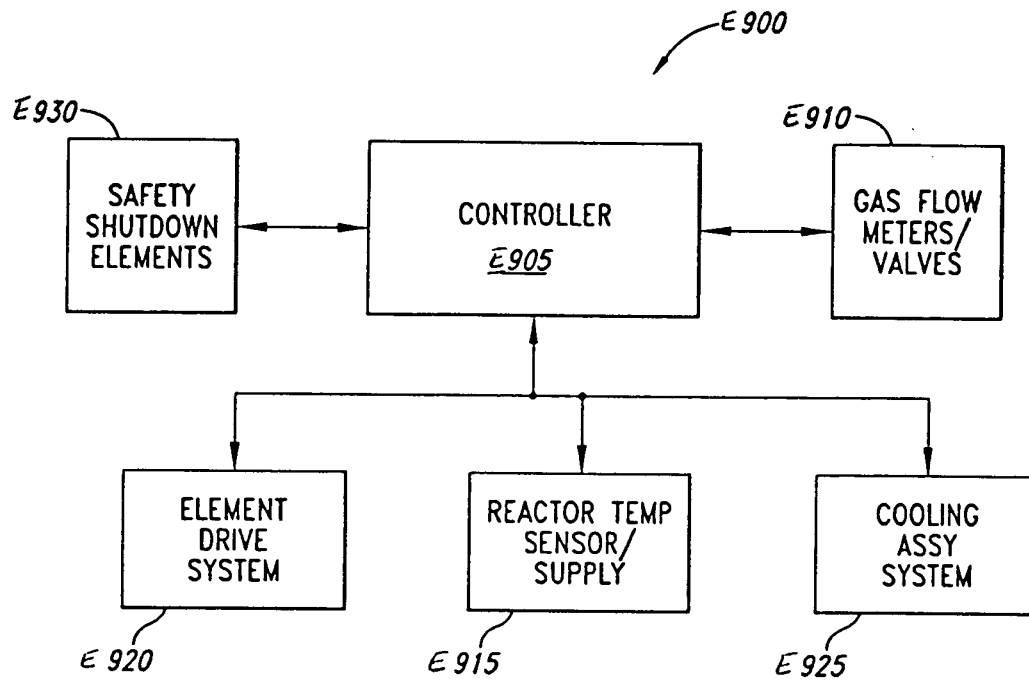 E900
E930
E910
SAFETY
SHUTDOWN
ELEMENTS
CONTROLLER
E905
GAS FLOW
METERS/
VALVES
ELEMENT
DRIVE
SYSTEM
REACTOR TEMP
SENSOR/
SUPPLY
COOLING
ASSY
SYSTEM
E920
E915
E925